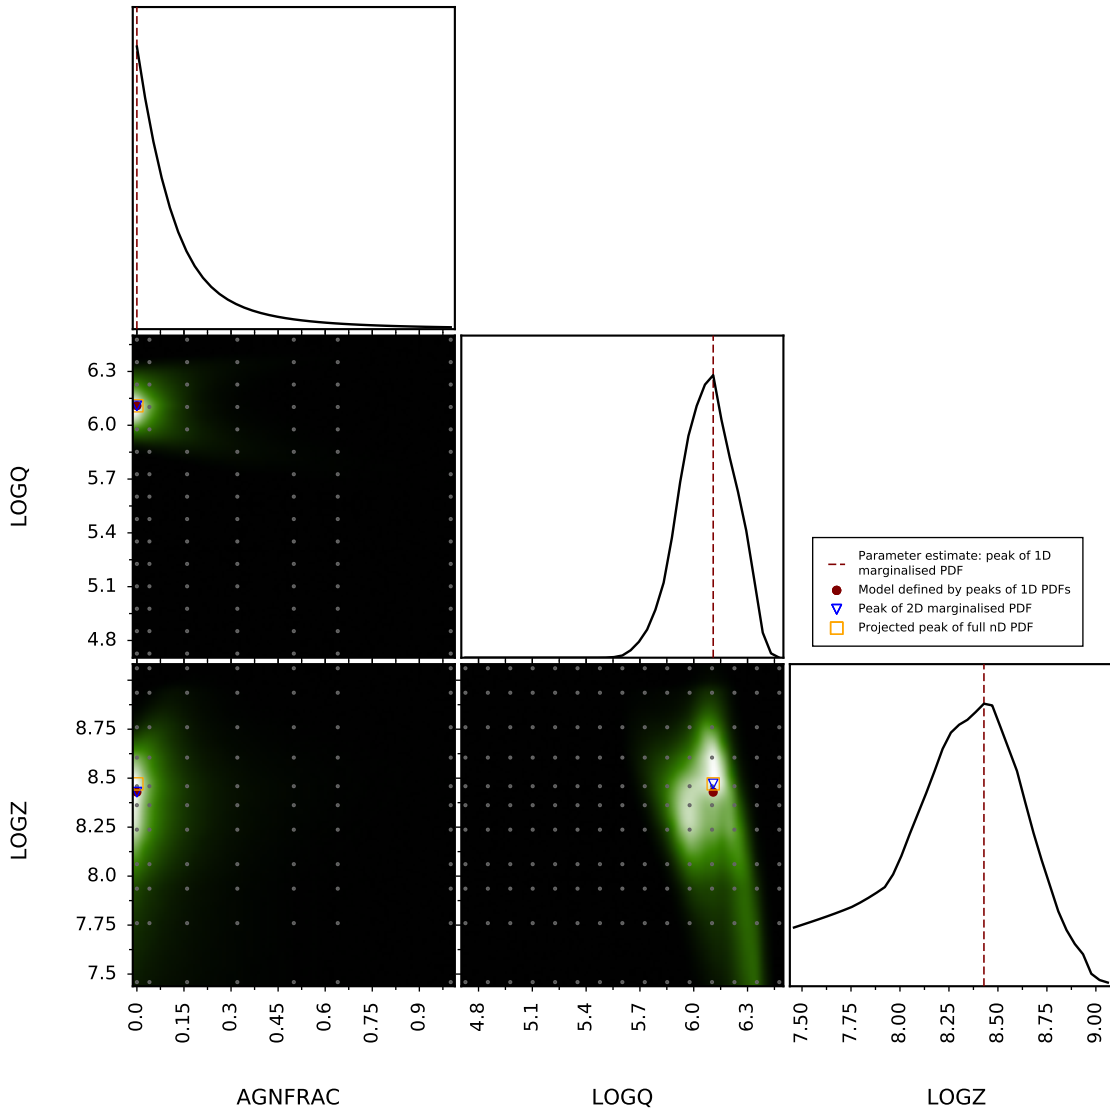 6.3
6.0
5.7
5.4
5.1
4.8
LOGQ
Parameter estimate: peak of 1D
marginalised PDF
Model defined by peaks of 1D PDFs
Peak of 2D marginalised PDF
Projected peak of full nD PDF
8.75
8.5
8.25
8.0
7.75
7.5
LOGZ
0.0 0.15 0.3 0.45 0.6 0.75 0.9
4.8 5.1 5.4 5.7 6.0 6.3
7.50 7.75 8.00 8.25 8.50 8.75 9.00
AGNFRAC LOGQ LOGZ